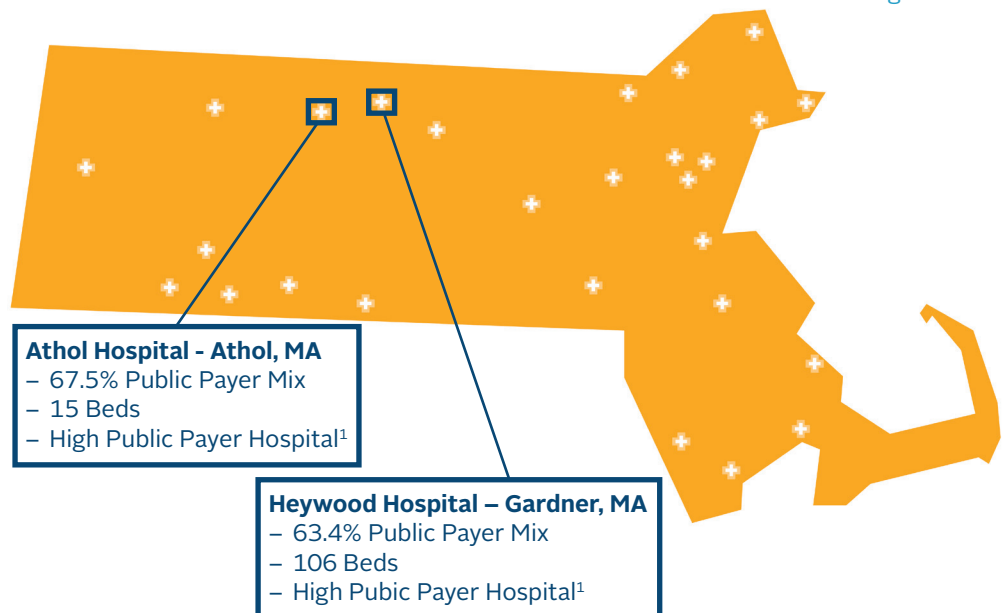 Athol Hospital - Athol, MA
– 67.5% Public Payer Mix
– 15 Beds
– High Public Payer Hospital¹
Heywood Hospital – Gardner, MA
– 63.4% Public Payer Mix
– 106 Beds
– High Pubic Payer Hospital¹